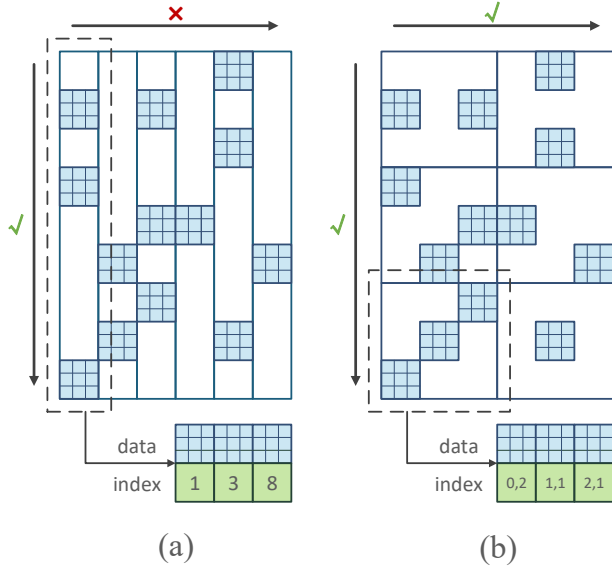 data
index
1 3 8
(a)
data
index
0,2 1,1 2,1
(b)